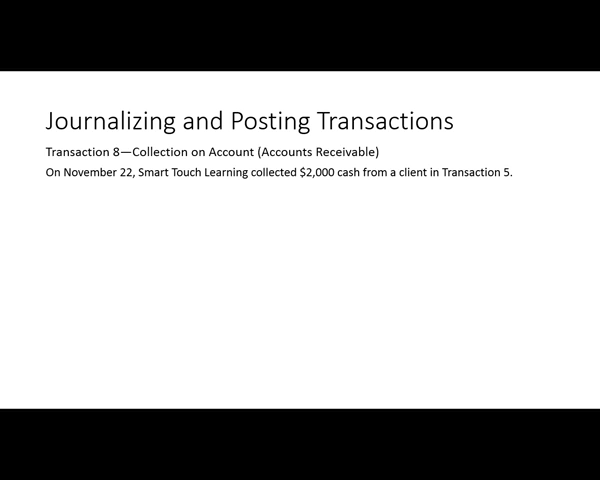 Journalizing and Posting Transactions
Transaction 8—Collection on Account (Accounts Receivable)
On November 22, Smart Touch Learning collected $2,000 cash from a client in Transaction 5.